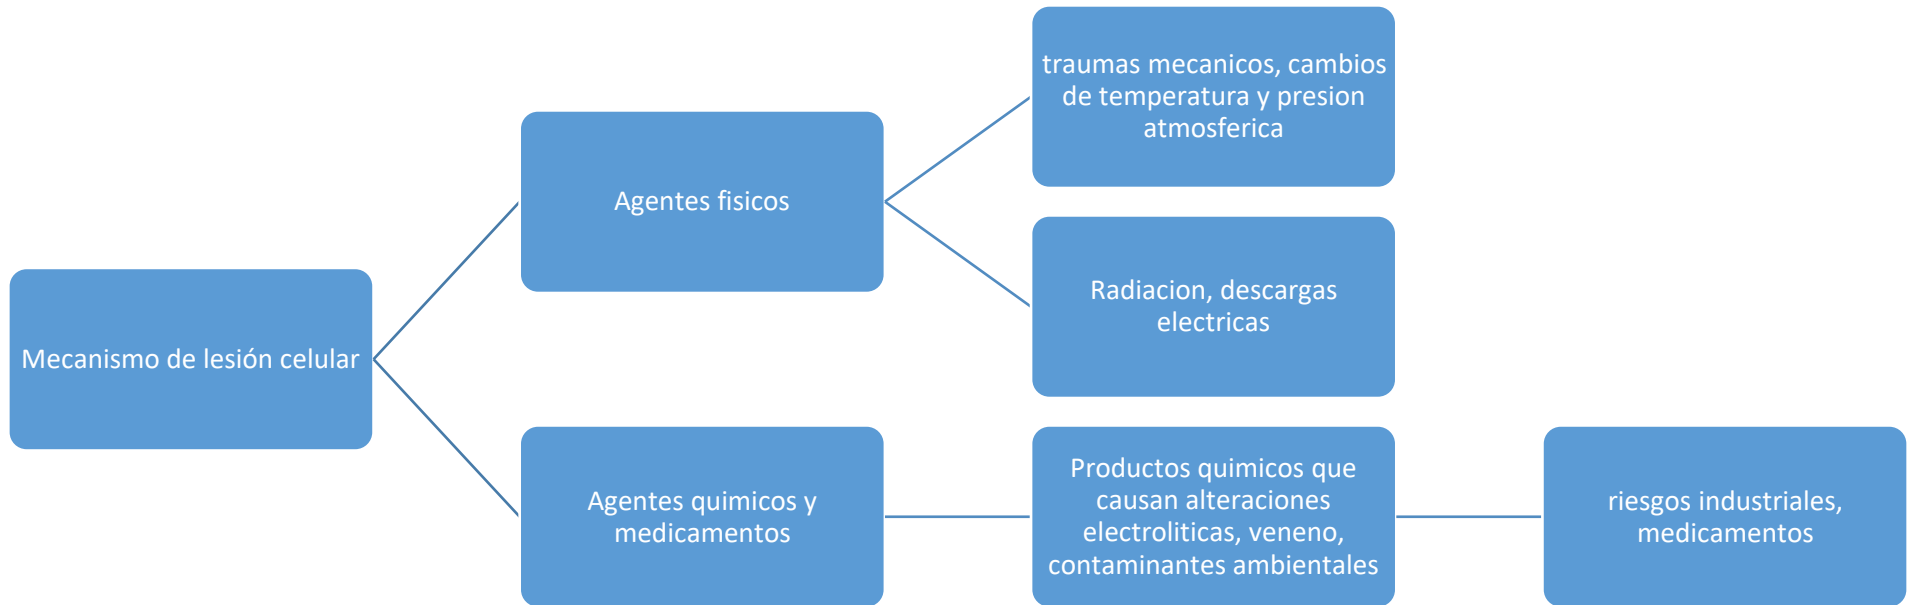 Mecanismo de lesión celular
Agentes fisicos
traumas mecanicos, cambios
de temperatura y presion
atmosferica
Radiacion, descargas
electricas
Agentes quimicos y
medicamentos
Productos quimicos que
causan alteraciones
electroliticas, veneno,
contaminantes ambientales
riesgos industriales,
medicamentos